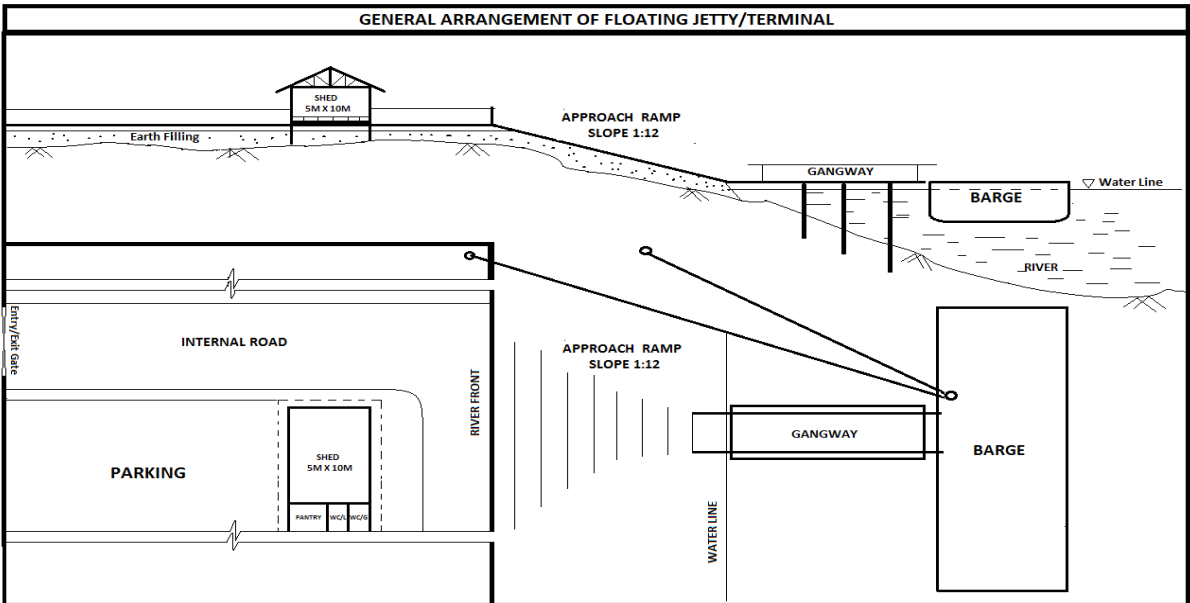 GENERAL ARRANGEMENT OF FLOATING JETTY/TERMINAL
SHED
5M X 10M
Earth Filling
APPROACH RAMP
SLOPE 1:12
GANGWAY
BARGE
Water Line
RIVER
Entry/Exit Gate
INTERNAL ROAD
RIVER FRONT
APPROACH RAMP
SLOPE 1:12
PARKING
SHED
5M X 10M
PANTRY
WC/L
WC/G
GANGWAY
BARGE
WATER LINE